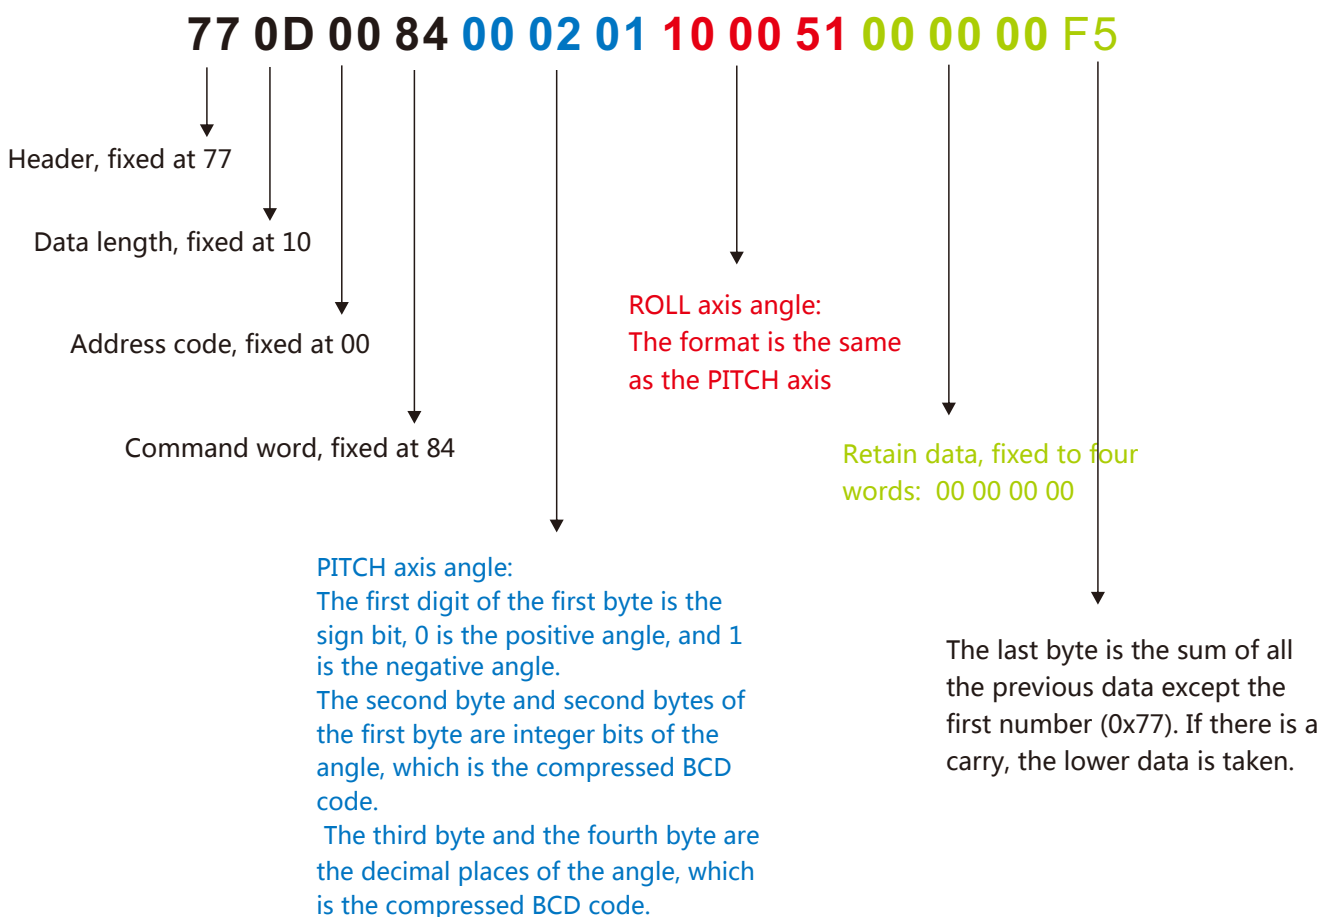 77 0D 00 84 00 02 01 10 00 51 00 00 00 F5
Header, fixed at 77
Data length, fixed at 10
Address code, fixed at 00
Command word, fixed at 84
ROLL axis angle:
The format is the same
as the PITCH axis
Retain data, fixed to four
words: 00 00 00 00
PITCH axis angle:
The first digit of the first byte is the
sign bit, 0 is the positive angle, and 1
is the negative angle.
The second byte and second bytes of
the first byte are integer bits of the
angle, which is the compressed BCD
code.
The third byte and the fourth byte are
the decimal places of the angle, which
is the compressed BCD code.
The last byte is the sum of all
the previous data except the
first number (0x77). If there is a
carry, the lower data is taken.